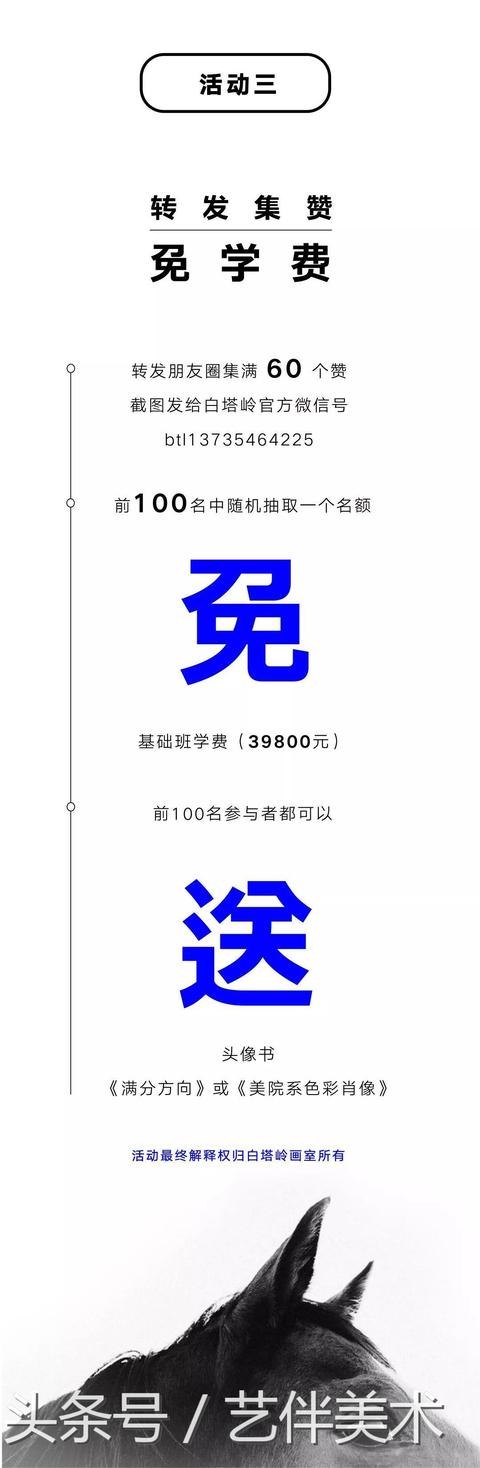 活动三
转发集赞
免学费
转发朋友圈集满 60 个赞
截图发给白塔岭官方微信号
btl13735464225
前100名中随机抽取一个名额
免
基础班学费（39800元）
前100名参与者都可以
送
头像书
《满分方向》或《美院系色彩肖像》
活动最终解释权归白塔岭画室所有
头条号 / 艺伴美术